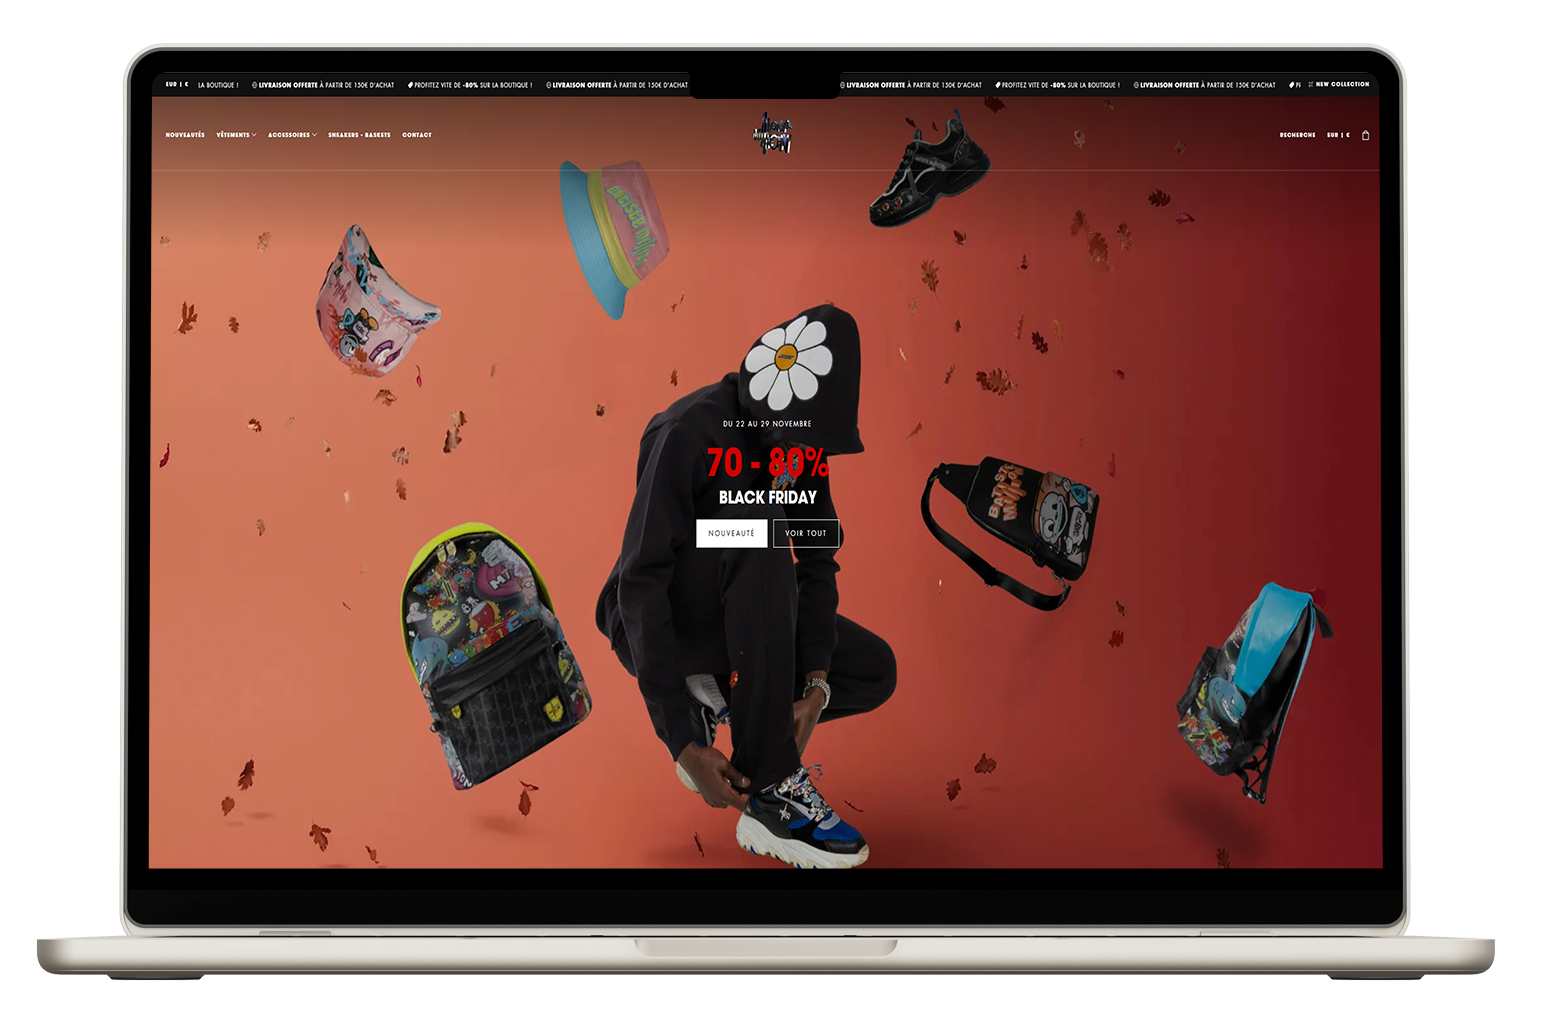 EUR | € LA BOUTIQUE ! LIVRAISON OFFERTE À PARTIR DE 150€ D'ACHAT PROFITEZ VITE DE -80% SUR LA BOUTIQUE ! LIVRAISON OFFERTE À PARTIR DE 150€ D'ACHAT LIVRAISON OFFERTE À PARTIR DE 150€ D'ACHAT PROFITEZ VITE DE -80% SUR LA BOUTIQUE ! LIVRAISON OFFERTE À PARTIR DE 150€ D'ACHAT NEW COLLECTION
NOUVEAUTÉS VÊTEMENTS ACCESSOIRES SNEAKERS - BASKETS CONTACT RECHERCHE EUR | €
DU 22 AU 29 NOVEMBRE
70 - 80%
BLACK FRIDAY
NOUVEAUTÉ VOIR TOUT